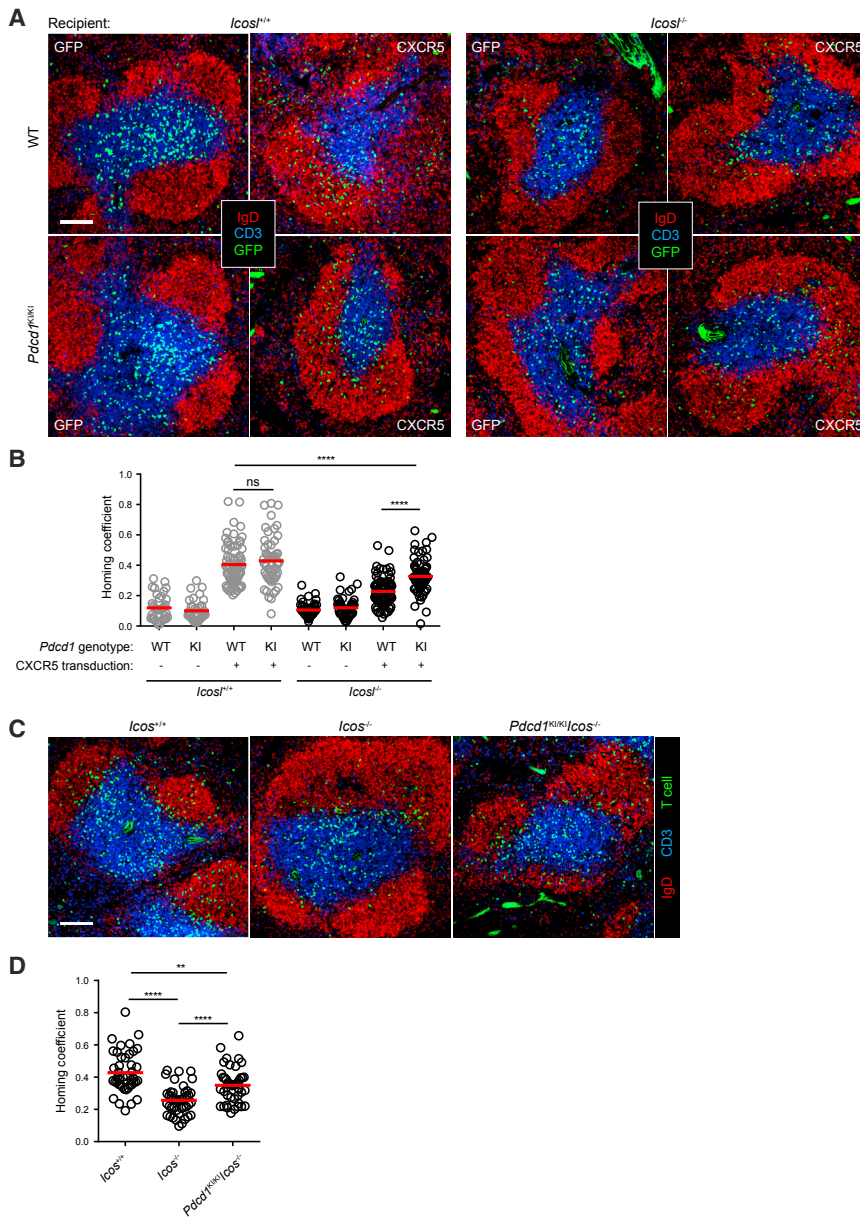 A
Recipient: Icosl+/+ Icosl-/-
GFP CXCR5 GFP CXCR5
WT
IgD
CD3
GFP
IgD
CD3
GFP
Pdcd1KI/KI
GFP CXCR5 GFP CXCR5
B
**** 
ns ****
Homing coefficient
1.0
0.8
0.6
0.4
0.2
0.0
Pdcd1 genotype: WT KI WT KI WT KI WT KI
CXCR5 transduction: - - + + - - + +
Icosl+/+ Icosl-/-
C
Icos+/+ Icos-/- Pdcd1KI/KIIcos-/-
IgD CD3 T cell
D
**
**** ****
Homing coefficient
1.0
0.8
0.6
0.4
0.2
0.0
Icos+/+ Icos-/- Pdcd1KI/KIIcos-/-